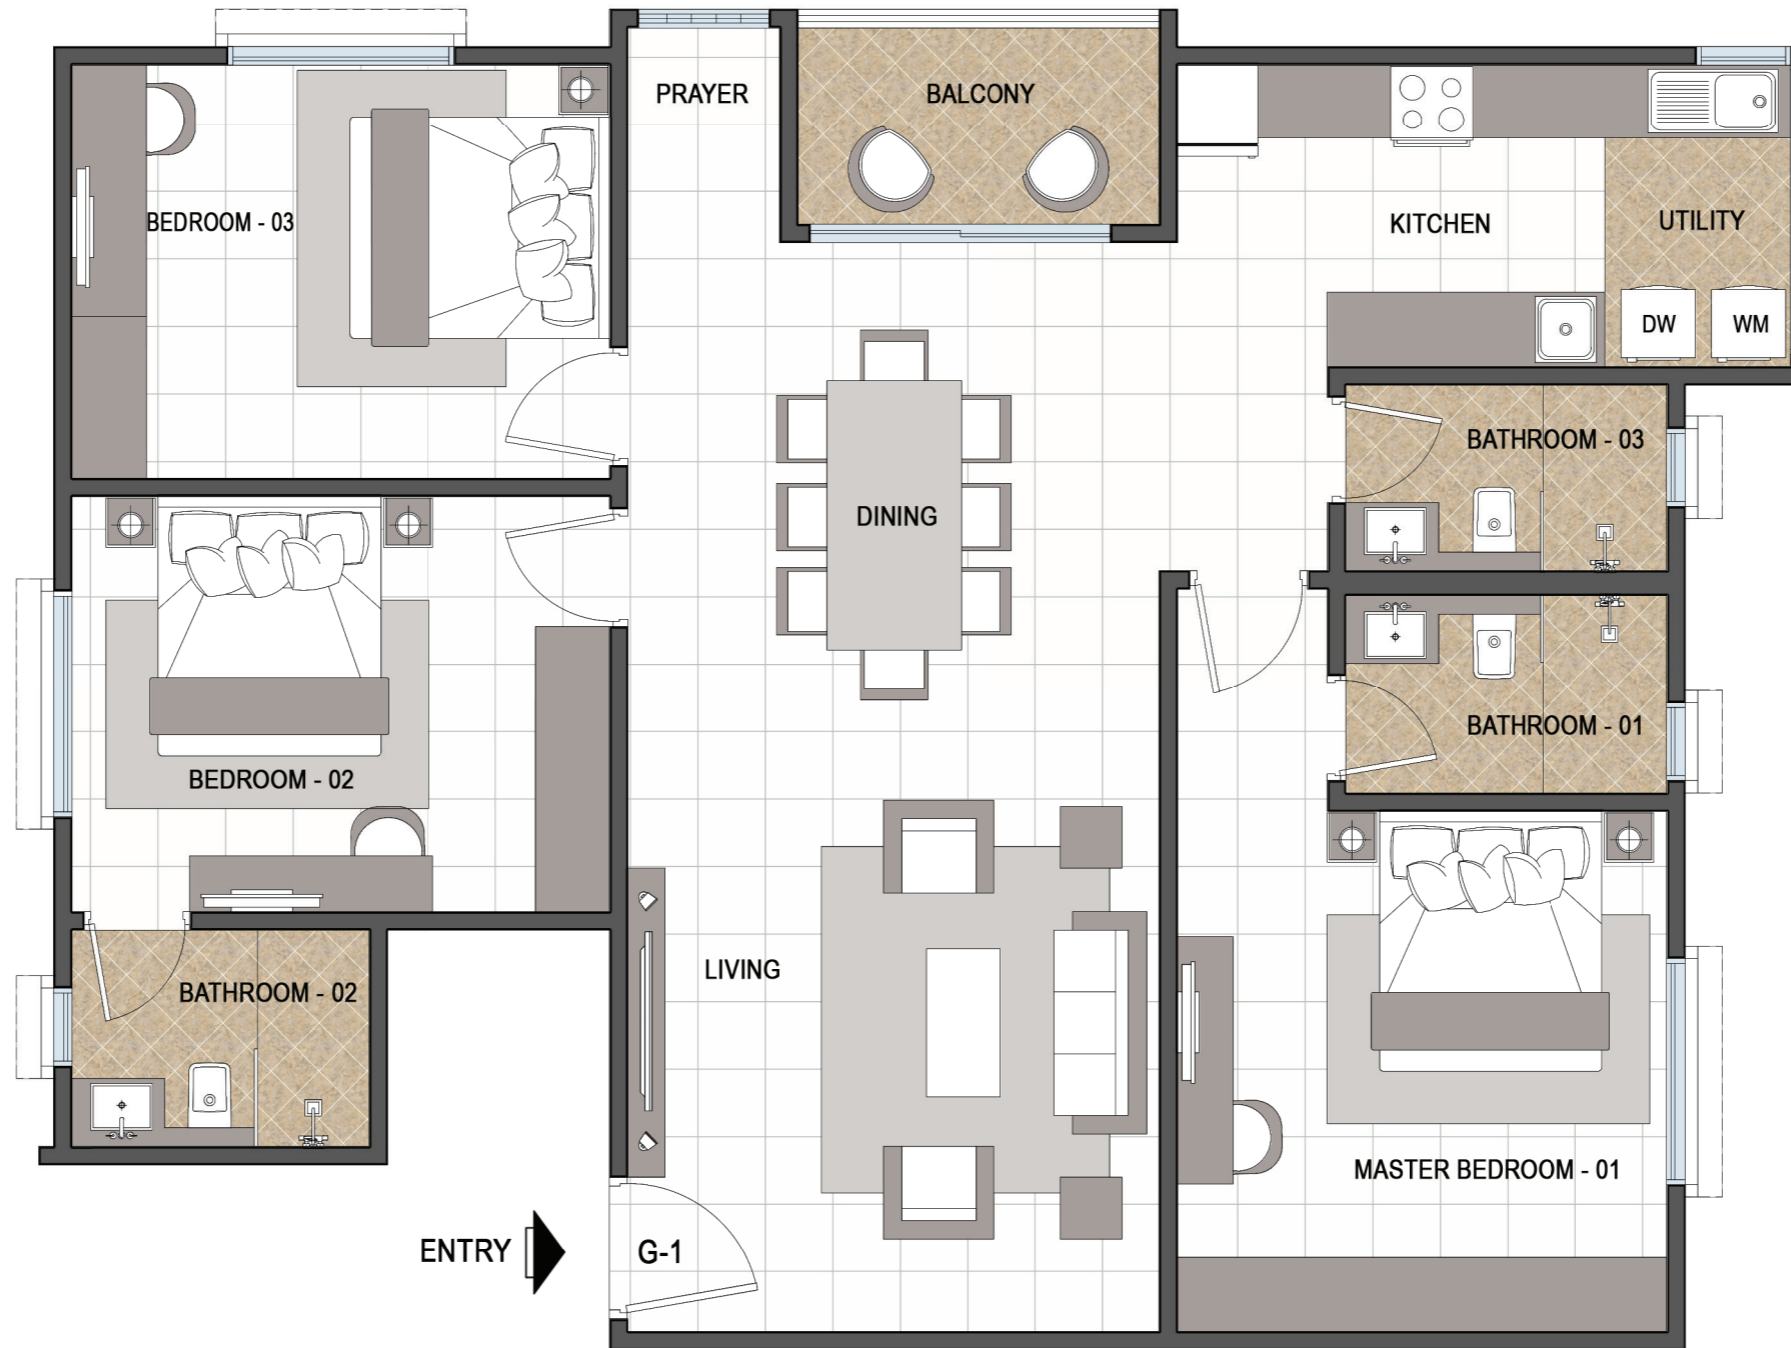 PRAYER
BALCONY
BEDROOM - 03
KITCHEN
UTILITY
DW
WM
BATHROOM - 03
DINING
BATHROOM - 01
BEDROOM - 02
LIVING
BATHROOM - 02
MASTER BEDROOM - 01
ENTRY
G-1